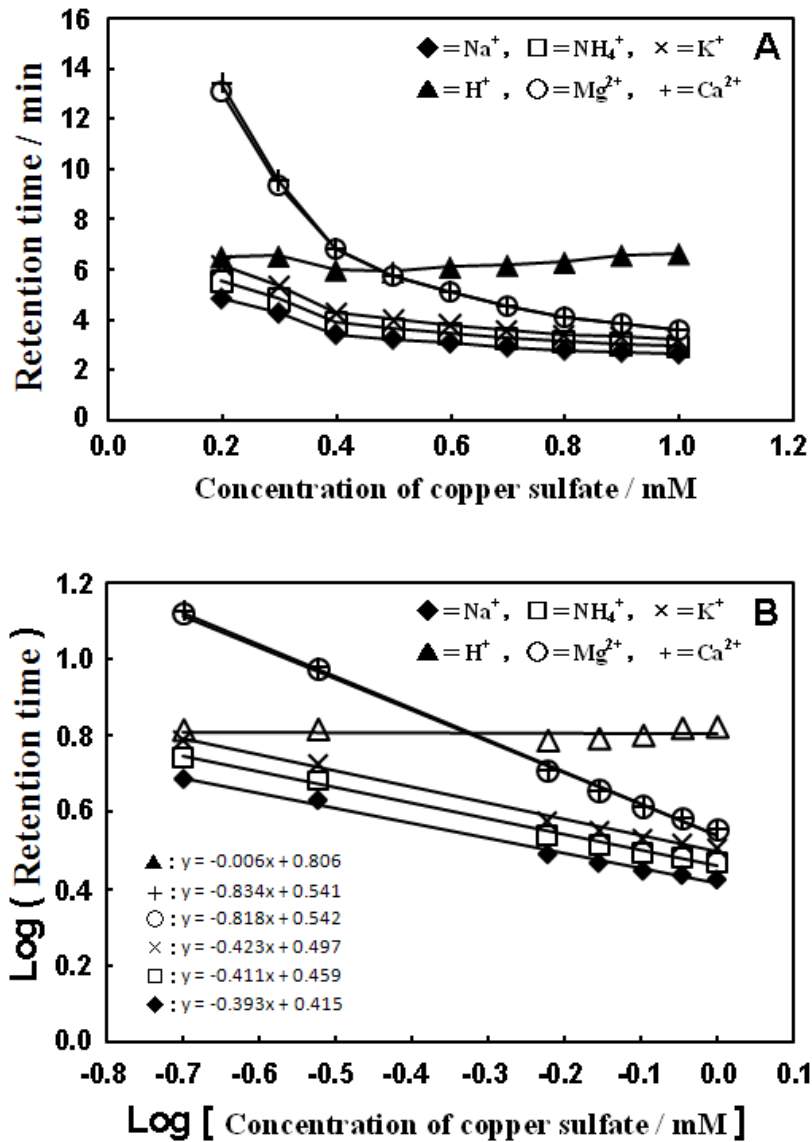 16
14
12
10
8
6
4
2
0
Retention time / min
◆=Na⁺, □=NH₄⁺, ×=K⁺
▲=H⁺, ○=Mg²⁺, +=Ca²⁺
A
0.0 0.2 0.4 0.6 0.8 1.0 1.2
Concentration of copper sulfate / mM
1.2
1.0
0.8
0.6
0.4
0.2
0.0
Log ( Retention time )
◆=Na⁺, □=NH₄⁺, ×=K⁺
▲=H⁺, ○=Mg²⁺, +=Ca²⁺
B
▲: y = -0.006x + 0.806
+: y = -0.834x + 0.541
○: y = -0.818x + 0.542
×: y = -0.423x + 0.497
□: y = -0.411x + 0.459
◆: y = -0.393x + 0.415
-0.8 -0.7 -0.6 -0.5 -0.4 -0.3 -0.2 -0.1 0.0 0.1
Log [ Concentration of copper sulfate / mM ]